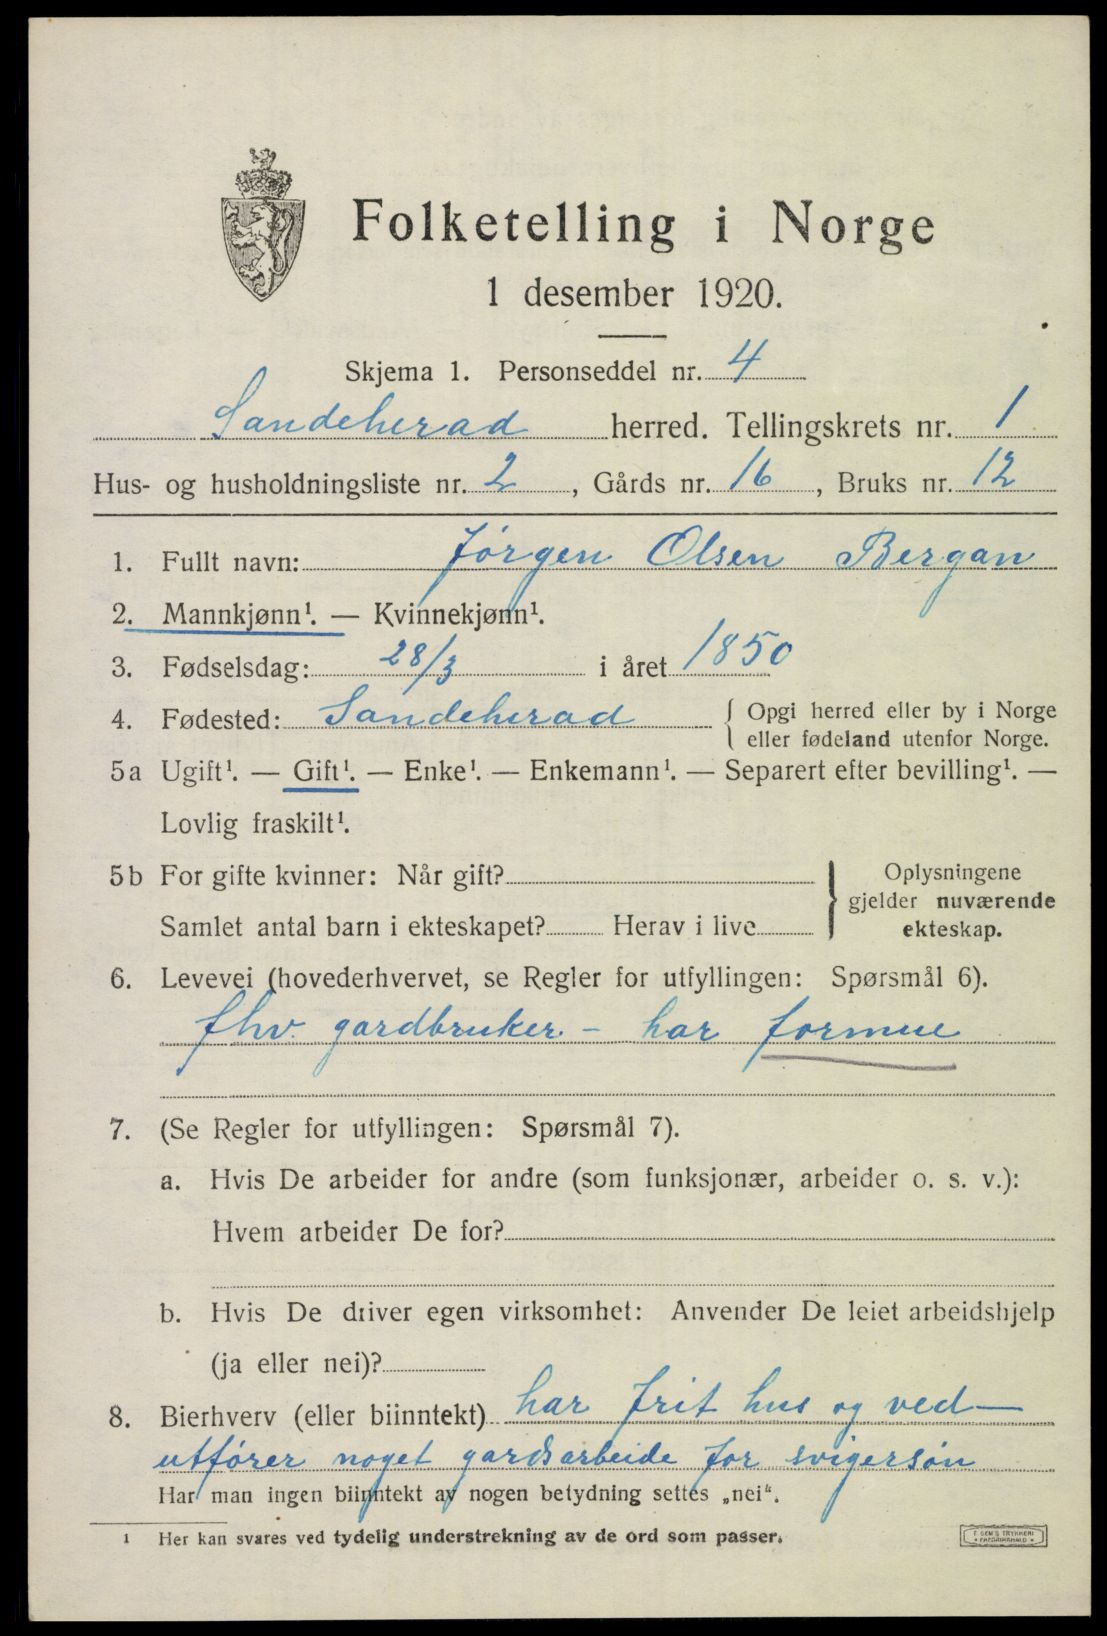 Folketelling i Norge
1 desember 1920.
Skjema 1. Personseddel nr. 4
Sandeherad herred. Tellingskrets nr. 1
Hus- og husholdningsliste nr. 2, Gårds nr. 16, Bruks nr. 12
1. Fullt navn: Jørgen Olsen Bergan
2. Mannkjønn¹. — Kvinnekjønn¹.
3. Fødselsdag: 28/3 i året 1850
4. Fødested: Sandeherad { Opgi herred eller by i Norge
eller fødeland utenfor Norge.
5a Ugift¹. — Gift¹. — Enke¹. — Enkemann¹. — Separert efter bevilling¹. —
Lovlig fraskilt¹.
5b For gifte kvinner: Når gift? } Oplysningene
gjelder nuværende
Samlet antal barn i ekteskapet? Herav i live ekteskap.
6. Levevei (hovederhvervet, se Regler for utfyllingen: Spørsmål 6).
fhv. gardbruker - har formue
7. (Se Regler for utfyllingen: Spørsmål 7).
a. Hvis De arbeider for andre (som funksjonær, arbeider o. s. v.):
Hvem arbeider De for?
b. Hvis De driver egen virksomhet: Anvender De leiet arbeidshjelp
(ja eller nei)?
8. Bierhverv (eller biinntekt) har frit hus og ved —
utfører noget gardsarbeide for svigersøn
Har man ingen biinntekt av nogen betydning settes „nei“.
¹ Her kan svares ved tydelig understrekning av de ord som passer.